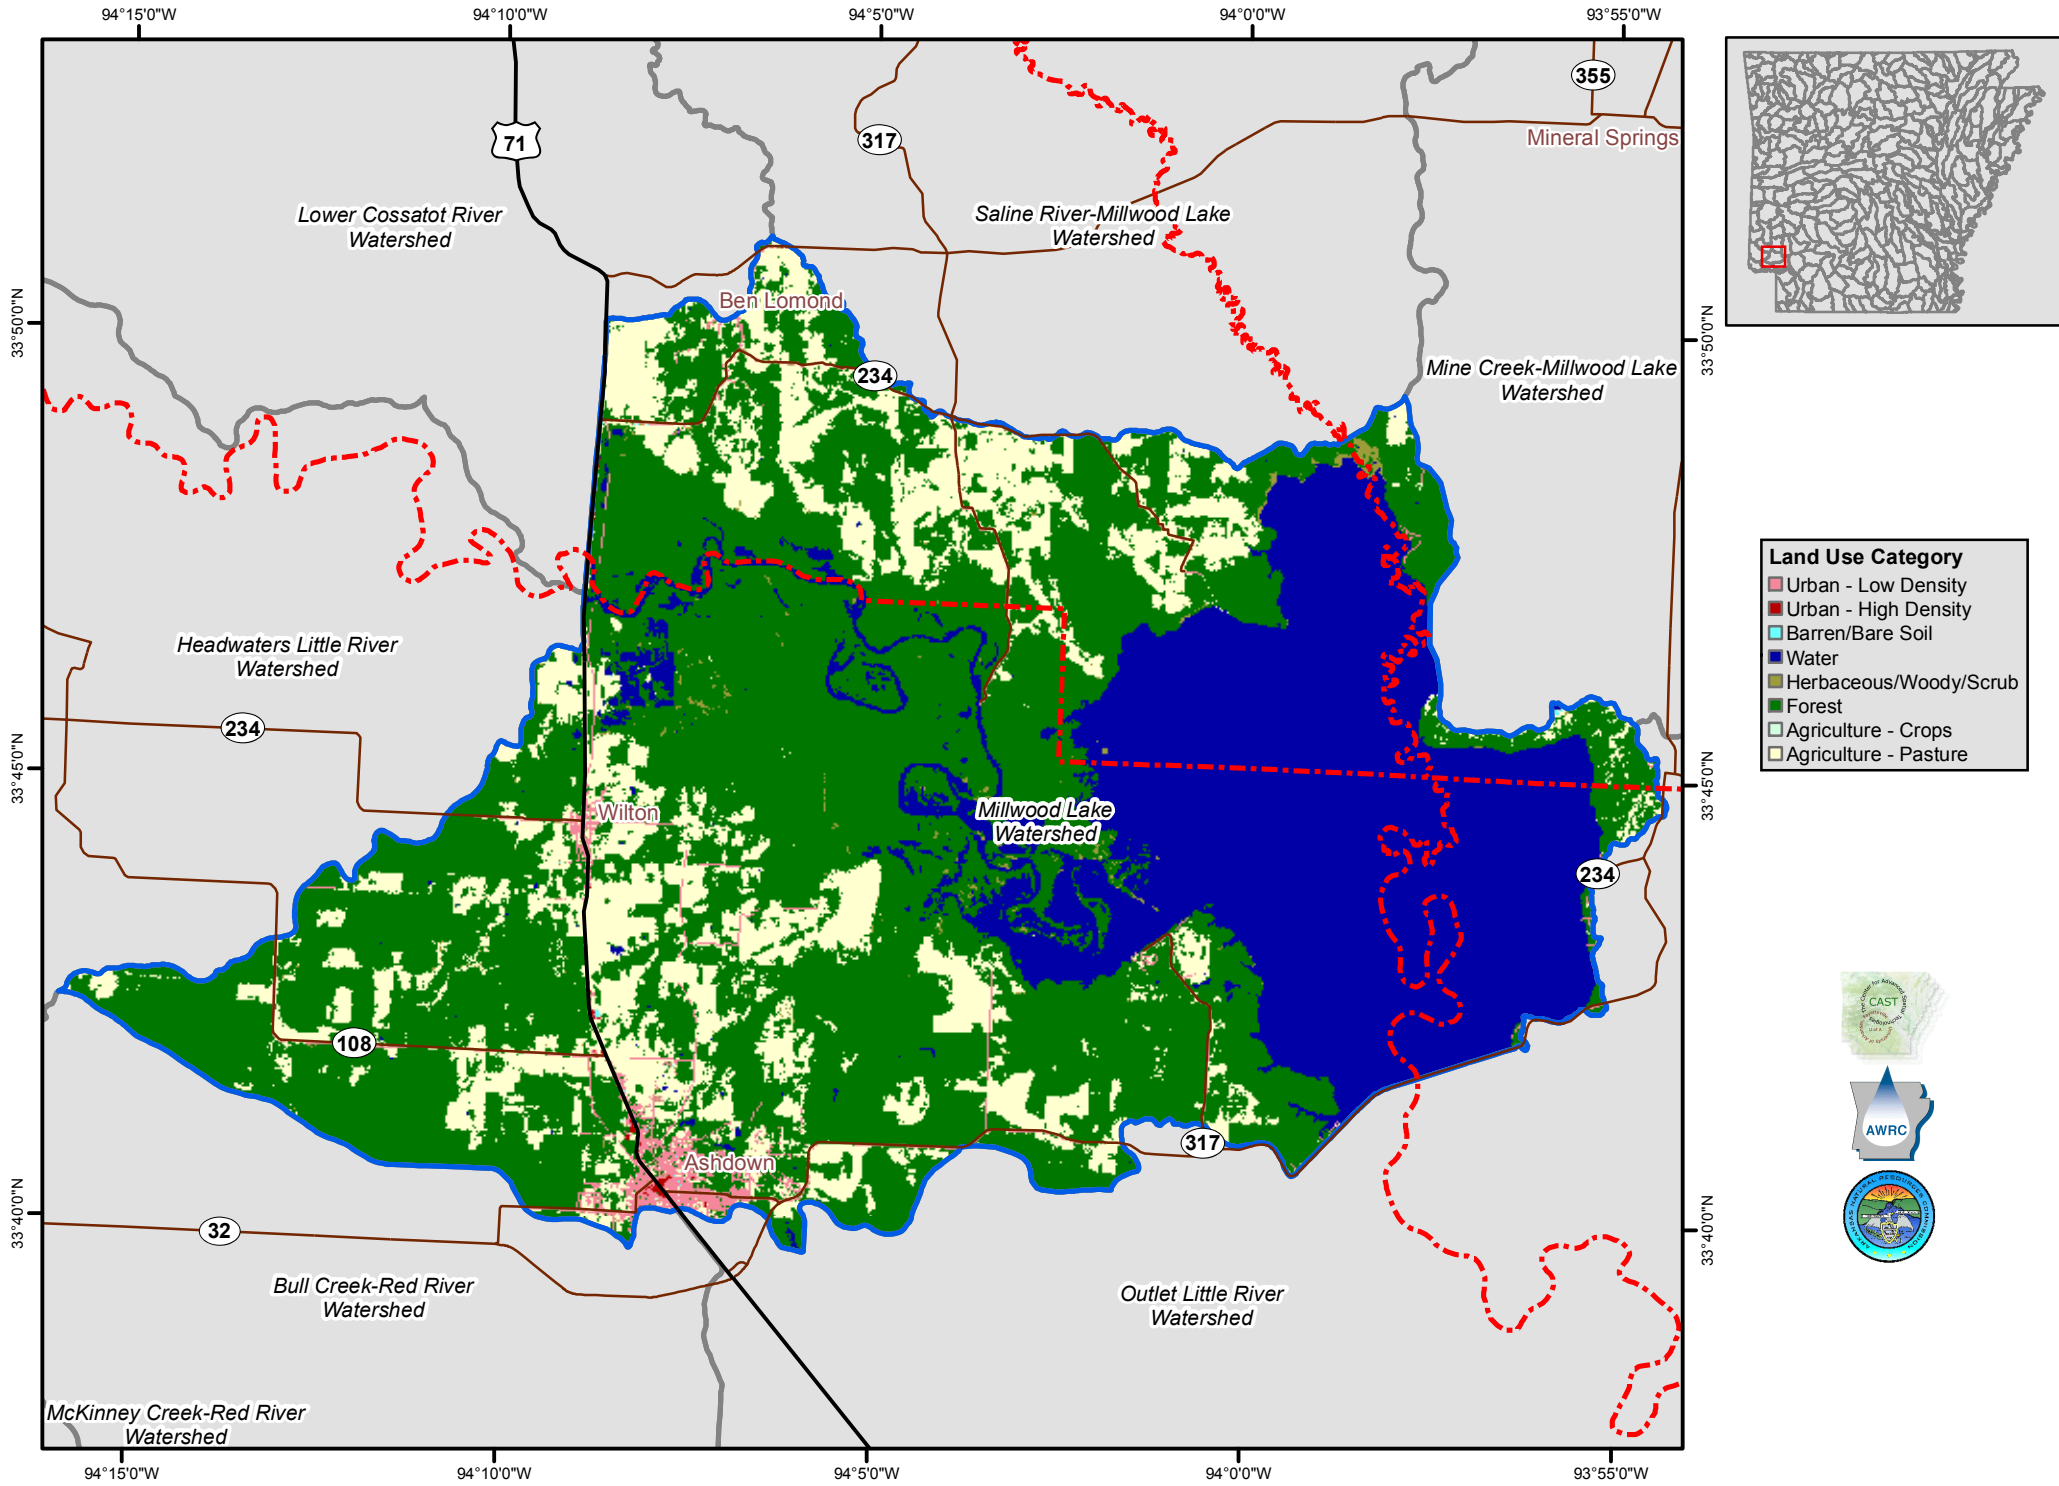 94°15'0"W
94°10'0"W
94°5'0"W
94°0'0"W
93°55'0"W
355
71
317
Mineral Springs
Lower Cossatot River
Watershed
Saline River-Millwood Lake
Watershed
Ben Lomond
33°50'0"N
33°50'0"N
234
Mine Creek-Millwood Lake
Watershed
Land Use Category
Urban - Low Density
Urban - High Density
Barren/Bare Soil
Water
Herbaceous/Woody/Scrub
Forest
Agriculture - Crops
Agriculture - Pasture
Headwaters Little River
Watershed
234
33°45'0"N
33°45'0"N
Wilton
Millwood Lake
Watershed
234
CAST
108
AWRC
317
Ashdown
33°40'0"N
33°40'0"N
32
ARKANSAS NATURAL RESOURCES COMMISSION
Bull Creek-Red River
Watershed
Outlet Little River
Watershed
McKinney Creek-Red River
Watershed
94°15'0"W
94°10'0"W
94°5'0"W
94°0'0"W
93°55'0"W